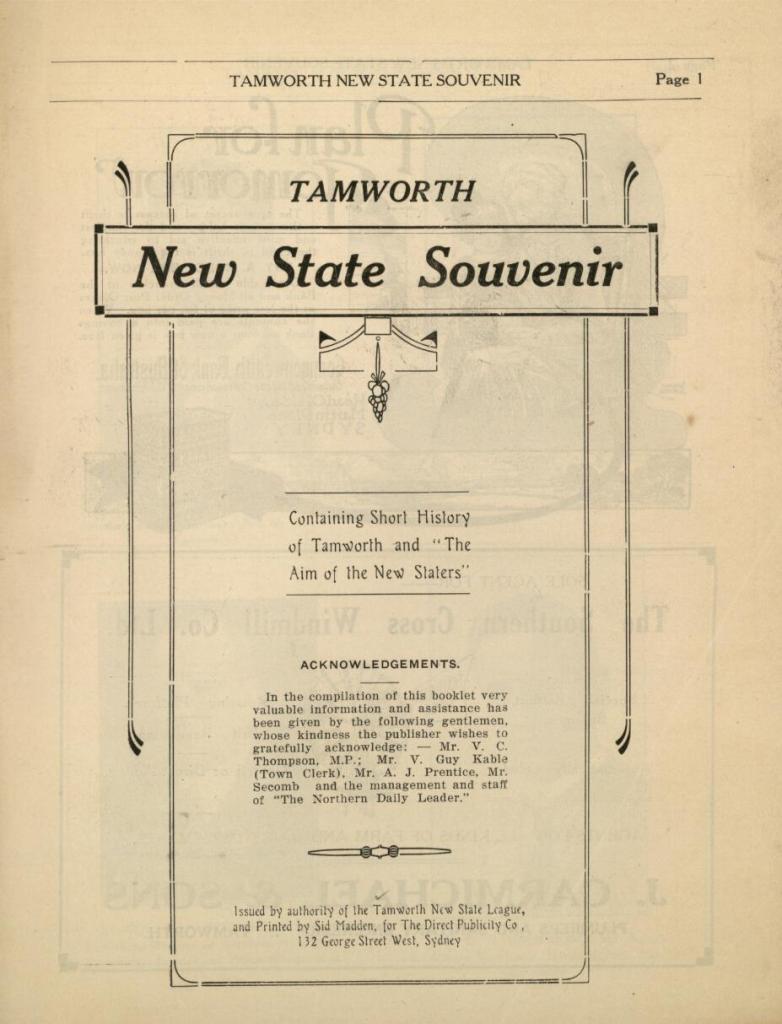 TAMWORTH NEW STATE SOUVENIR Page 1
TAMWORTH
New State Souvenir
Containing Short History
of Tamworth and "The
Aim of the New Staters"
ACKNOWLEDGEMENTS.
In the compilation of this booklet very
valuable information and assistance has
been given by the following gentlemen,
whose kindness the publisher wishes to
gratefully acknowledge: — Mr. V. C.
Thompson, M.P.; Mr. V. Guy Kable
(Town Clerk), Mr. A. J. Prentice, Mr.
Secomb and the management and staff
of "The Northern Daily Leader."
Issued by authority of the Tamworth New State League,
and Printed by Sid Madden, for The Direct Publicity Co,
132 George Street West, Sydney